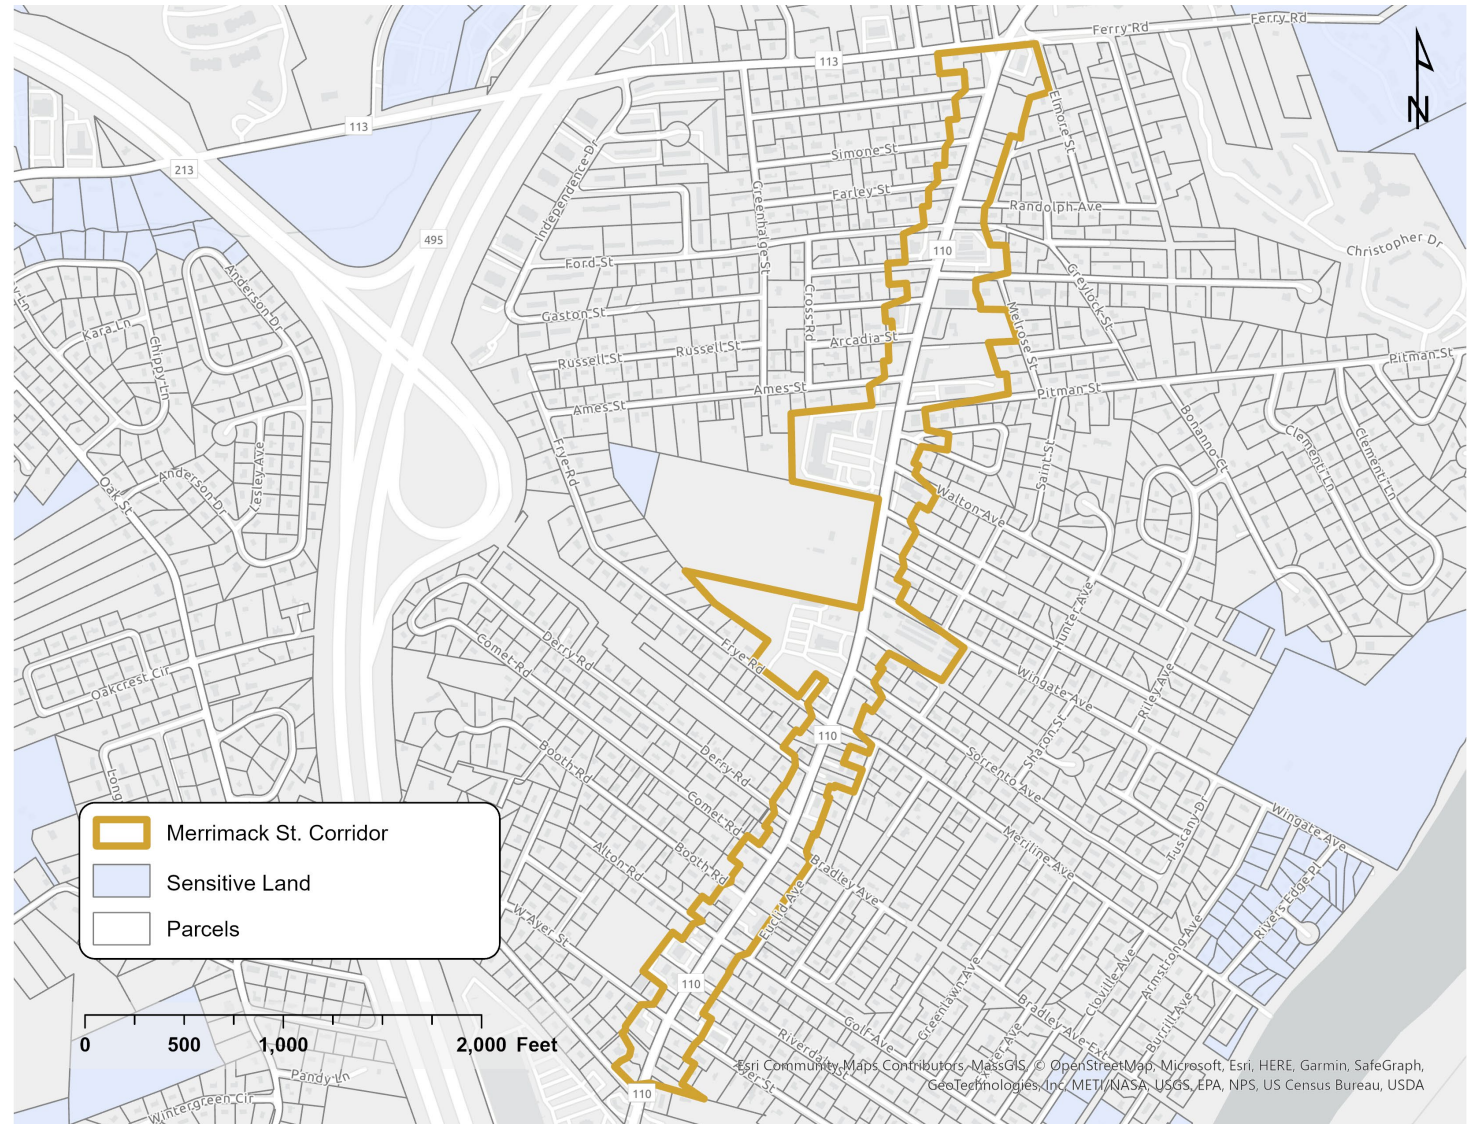 Ferry Rd
Ferry Rd
113
113
213
495
N
Elmore St
Simone St
Independence Dr
Farley St
Greenhalge St
Randolph Ave
110
Christopher Dr
Ford St
Anderson Dr
Greylock St
Cross Rd
Gaston St
Melrose St
Kara Ln
Chippy Ln
Arcadia St
Russell St
Russell St
Pitman St
Ames St
Pitman St
Ames St
Bonanno Ct
Clementi Ln
Clementi Ln
Frye Rd
Saint St
Lesley Ave
Anderson Dr
Oak St
Walton Ave
Hunter Ave
Derry Rd
Comet Rd
Frye Rd
Oakcrest Cir
Wingate Ave
Riley Ave
110
Sharon St
Booth Rd
Derry Rd
Sorrento Ave
Long
Comet Rd
Tuscany Dr
Wingate Ave
Merriline Ave
Alton Rd
Booth Rd
Bradley Ave
Rivers Edge Pl
Euclid Ave
W Ayer St
Armstrong Ave
Cloville Ave
Greenlawn Ave
110
Bradley Ave Ext
Burrill Ave
Golf Ave
Riverdale St
Pandy Ln
Wintergreen Cir
110
Merrimack St. Corridor
Sensitive Land
Parcels
0 500 1,000 2,000 Feet
Esri Community Maps Contributors, MassGIS, © OpenStreetMap, Microsoft, Esri, HERE, Garmin, SafeGraph,
GeoTechnologies, Inc, METI/NASA, USGS, EPA, NPS, US Census Bureau, USDA